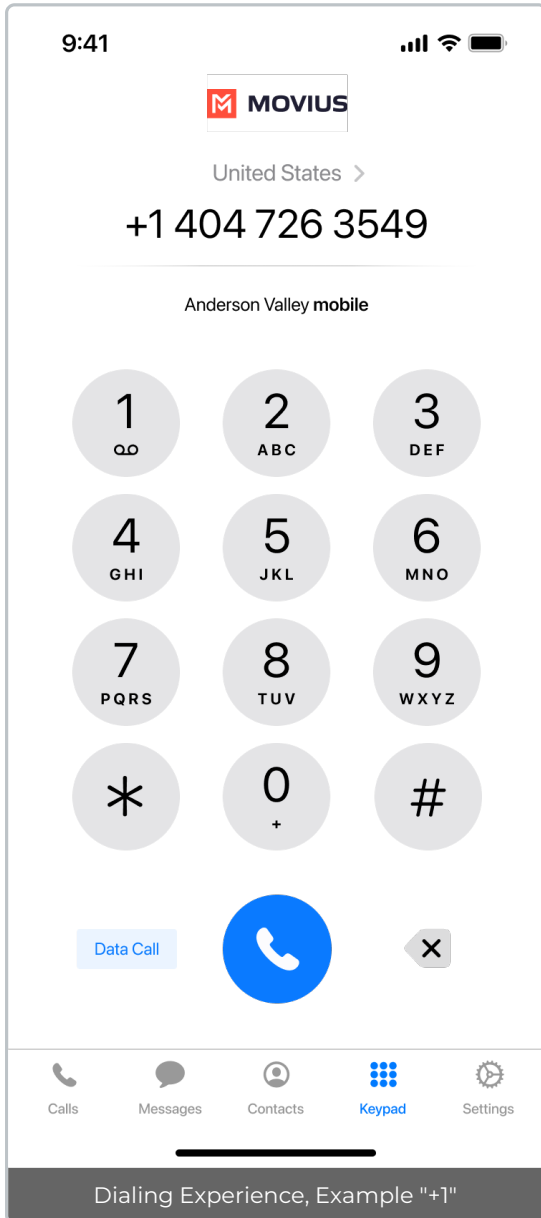 9:41
MOVIUS
United States
+1 404 726 3549
Anderson Valley mobile
1 2 3
ABC DEF
4 5 6
GHI JKL MNO
7 8 9
PQRS TUV WXYZ
* 0 #
+
Data Call
Calls Messages Contacts Keypad Settings
Dialing Experience, Example "+1"